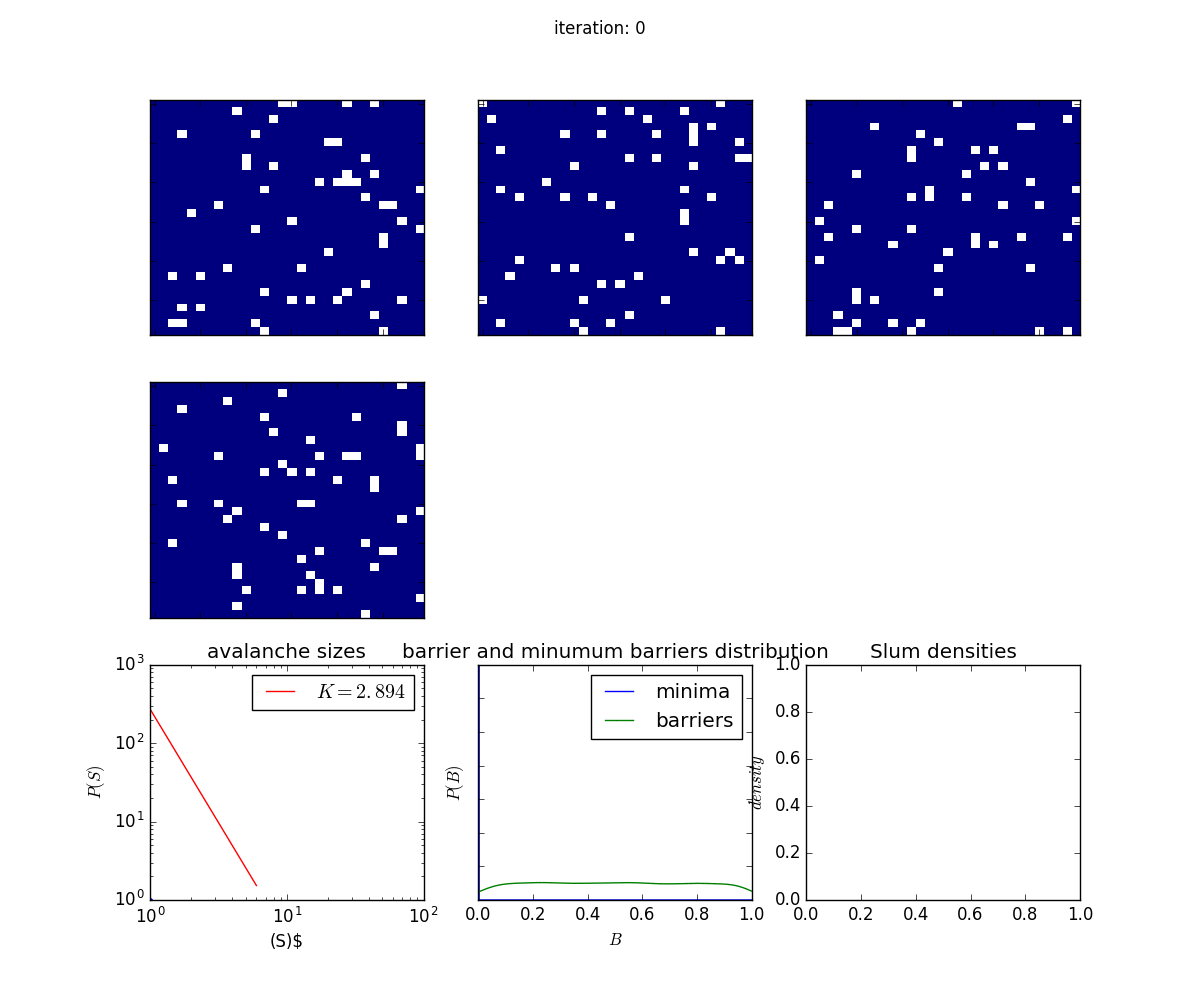 iteration: 0
avalanche sizes
barrier and minumum barriers distribution
Slum densities
10^3
10^2
10^1
10^0
P(S)
K = 2.894
10^0 10^1 10^2
(S)$
P(B)
minima
barriers
0.0 0.2 0.4 0.6 0.8 1.0
B
density
1.0
0.8
0.6
0.4
0.2
0.0
0.0 0.2 0.4 0.6 0.8 1.0